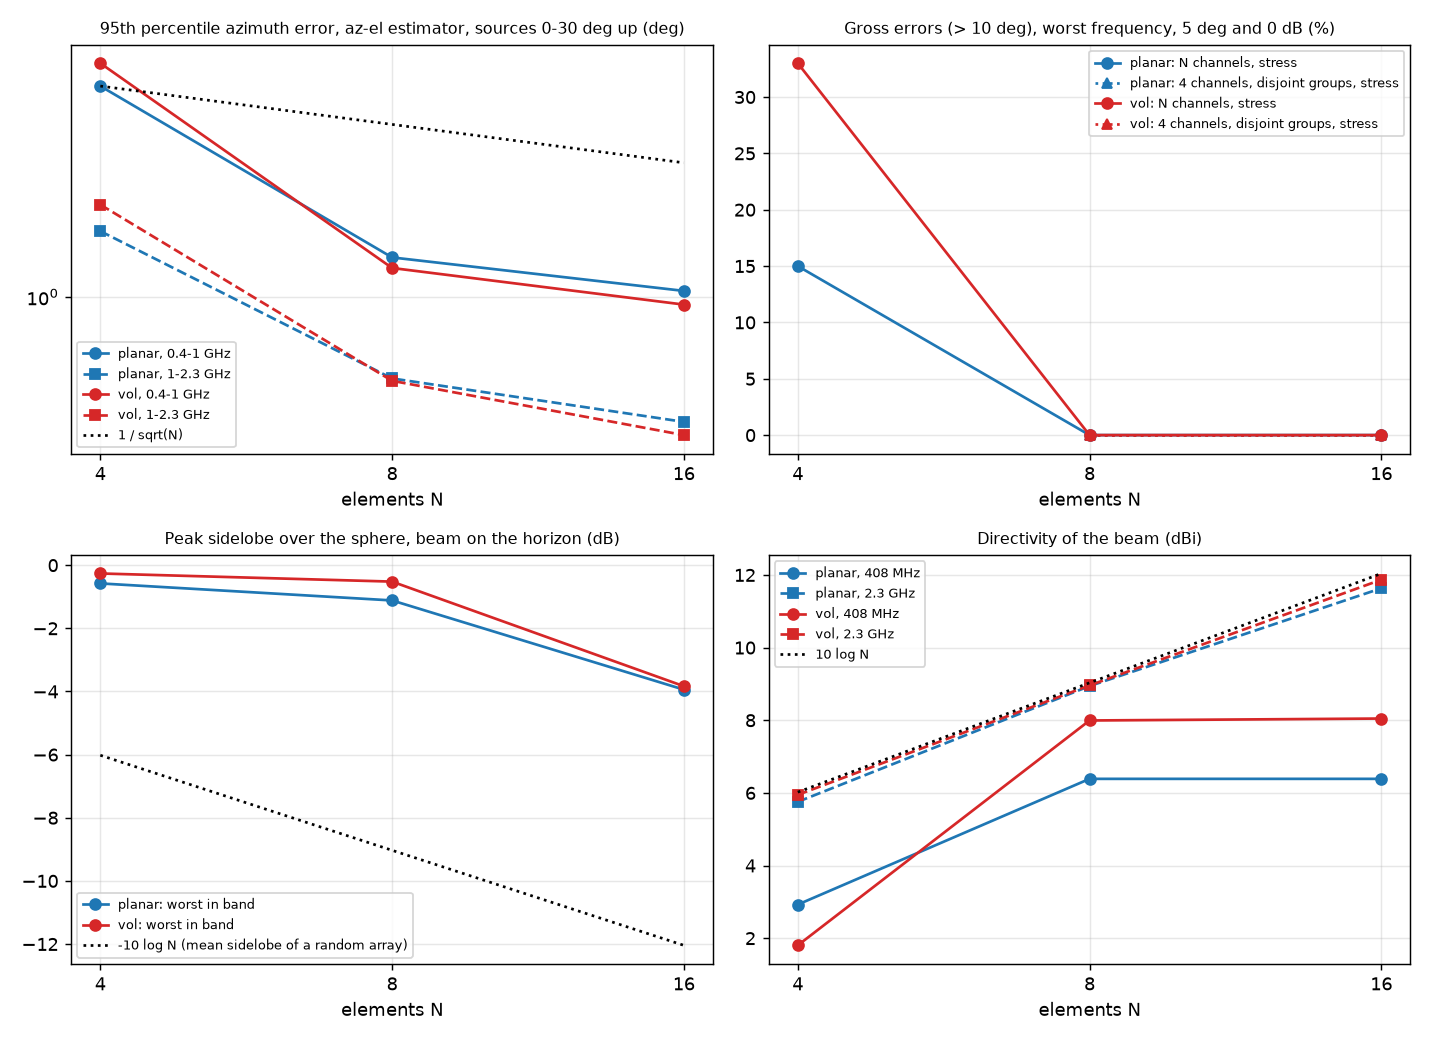 95th percentile azimuth error, az-el estimator, sources 0-30 deg up (deg)
10⁰
planar, 0.4-1 GHz
planar, 1-2.3 GHz
vol, 0.4-1 GHz
vol, 1-2.3 GHz
1 / sqrt(N)
4
8
16
elements N
Gross errors (> 10 deg), worst frequency, 5 deg and 0 dB (%)
planar: N channels, stress
planar: 4 channels, disjoint groups, stress
vol: N channels, stress
vol: 4 channels, disjoint groups, stress
30
25
20
15
10
5
0
4
8
16
elements N
Peak sidelobe over the sphere, beam on the horizon (dB)
0
−2
−4
−6
−8
−10
−12
planar: worst in band
vol: worst in band
-10 log N (mean sidelobe of a random array)
4
8
16
elements N
Directivity of the beam (dBi)
planar, 408 MHz
planar, 2.3 GHz
vol, 408 MHz
vol, 2.3 GHz
10 log N
12
10
8
6
4
2
4
8
16
elements N